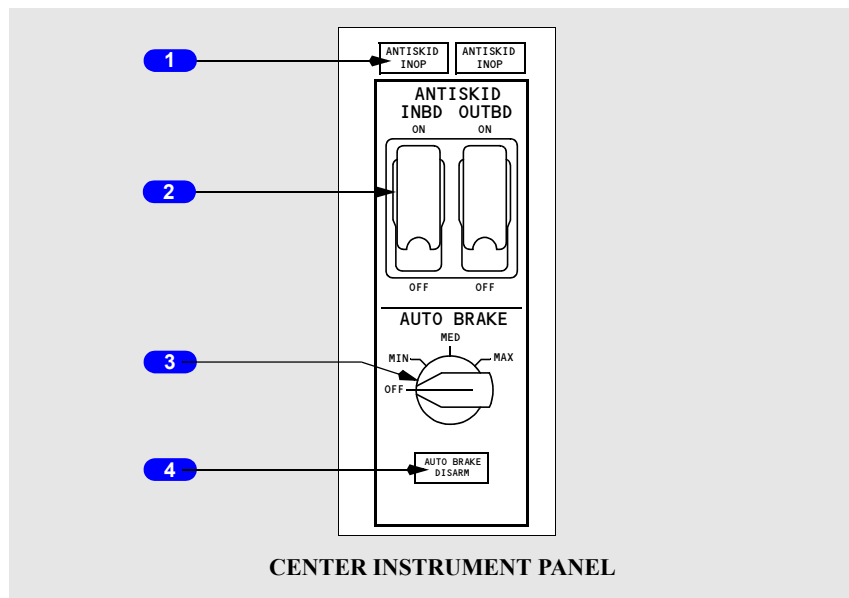 1
ANTISKID
INOP
ANTISKID
INOP
ANTISKID
INBD OUTBD
ON
ON
2
OFF
OFF
AUTO BRAKE
MED
3
MIN
MAX
OFF
4
AUTO BRAKE
DISARM
CENTER INSTRUMENT PANEL